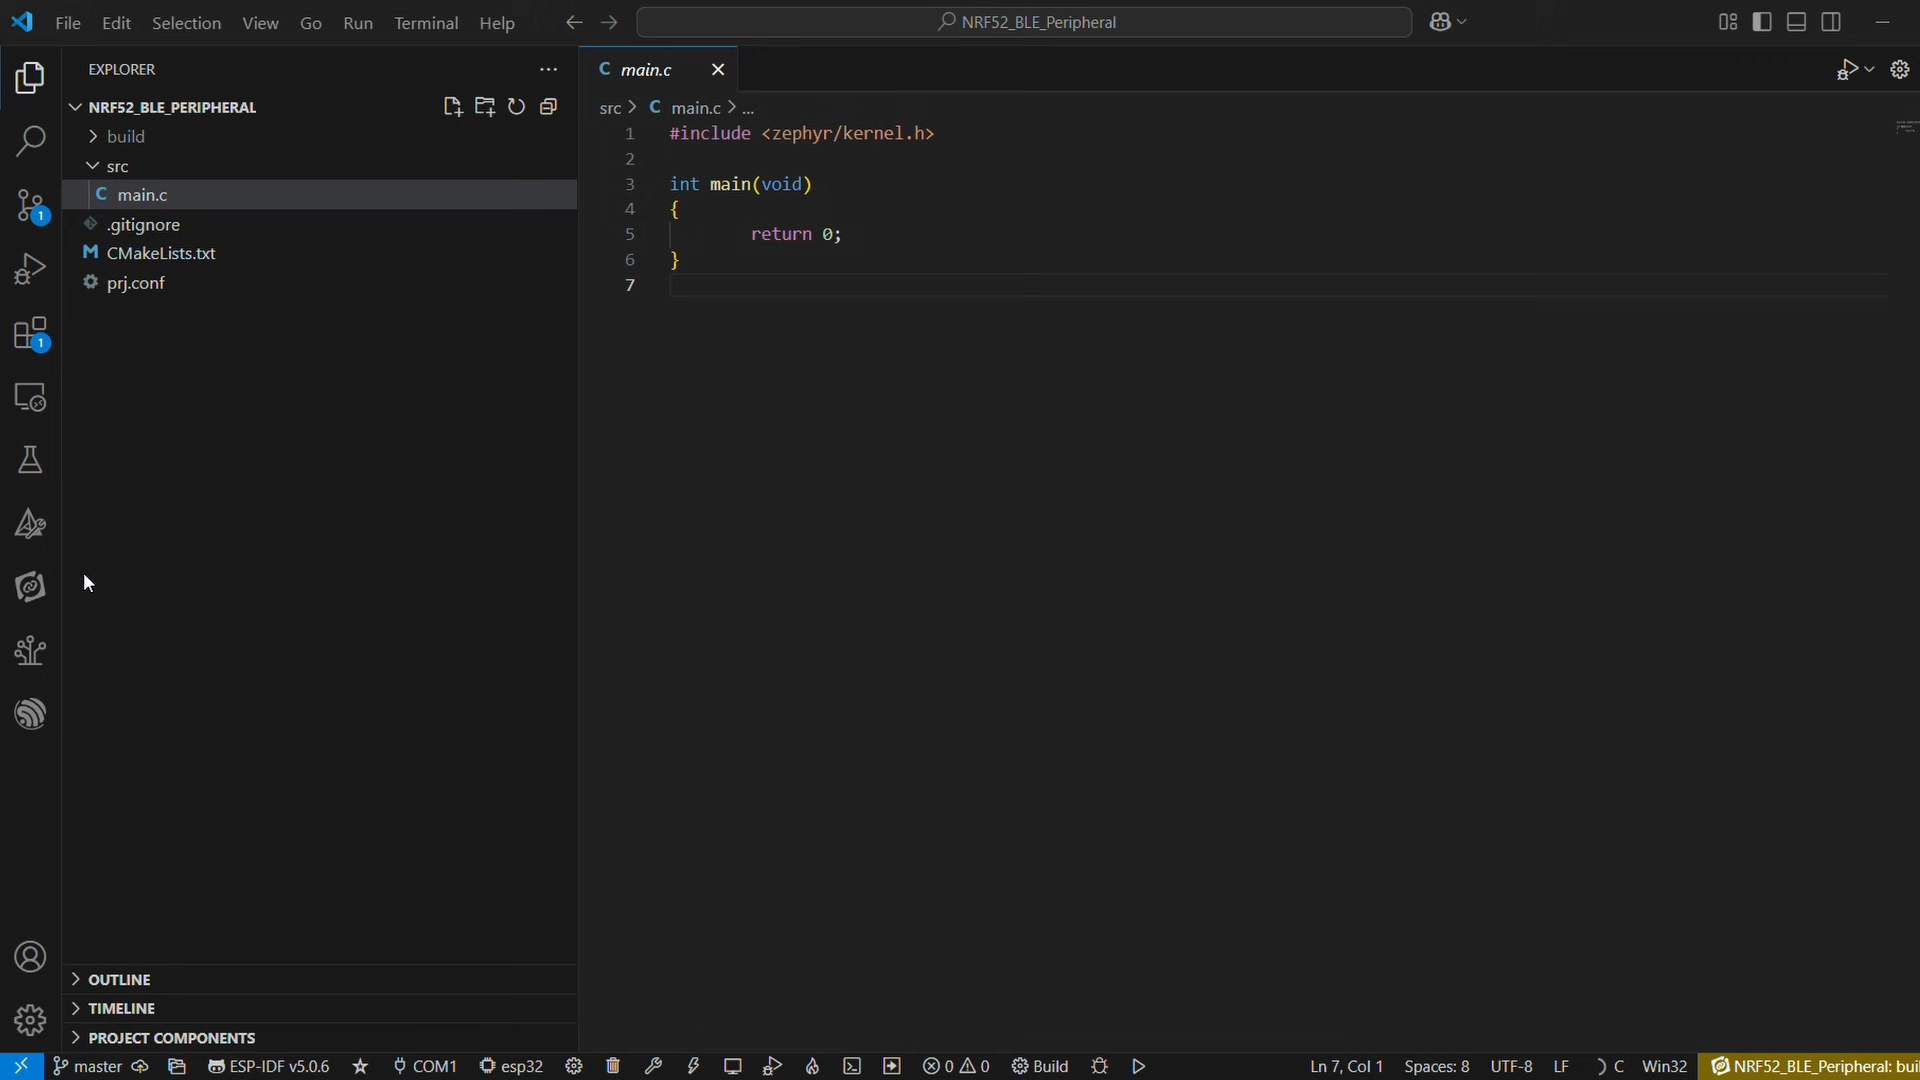 File Edit Selection View Go Run Terminal Help
NRF52_BLE_Peripheral
EXPLORER
NRF52_BLE_PERIPHERAL
build
src
C main.c
.gitignore
M CMakeLists.txt
prj.conf
OUTLINE
TIMELINE
PROJECT COMPONENTS
1
1
C main.c
src > C main.c > ...
1 #include <zephyr/kernel.h>
2
3 int main(void)
4 {
5 return 0;
6 }
7
master ESP-IDF v5.0.6 COM1 esp32 0 0 Build Ln 7, Col 1 Spaces: 8 UTF-8 LF C Win32 NRF52_BLE_Peripheral: buil